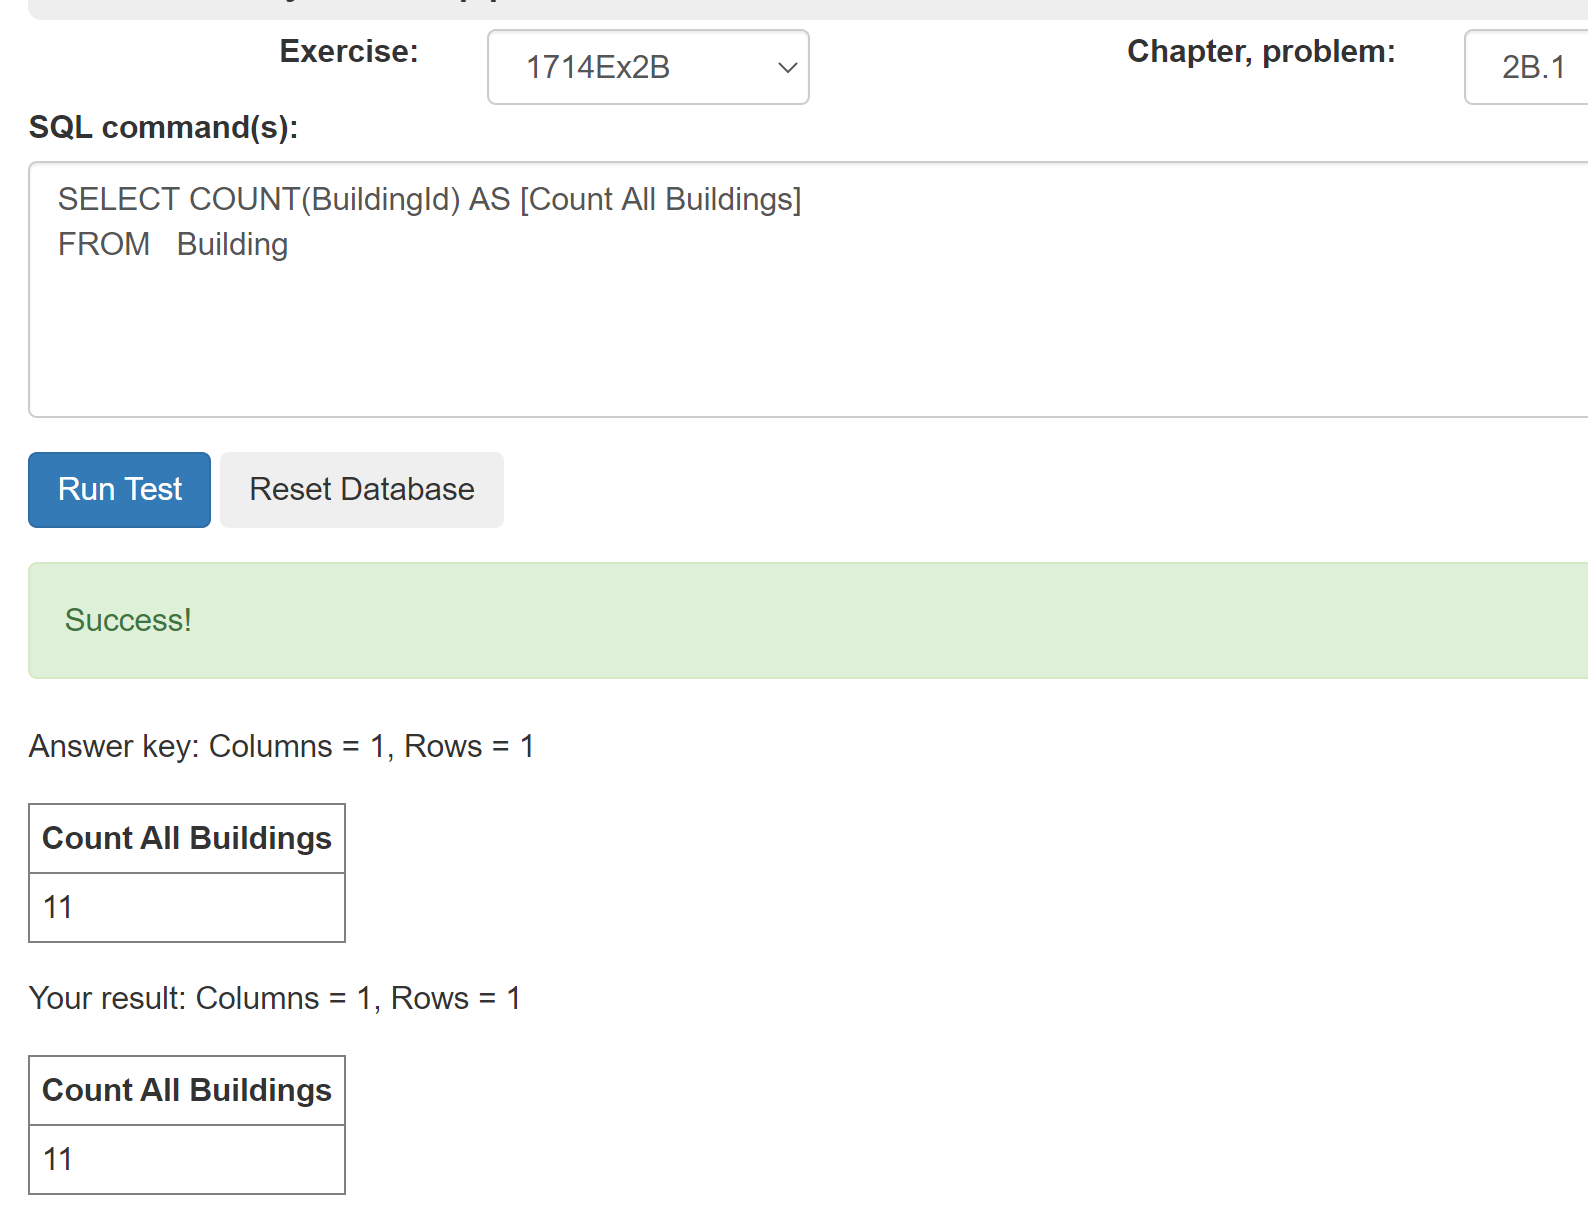 Exercise: 1714Ex2B Chapter, problem: 2B.1
SQL command(s):
SELECT COUNT(BuildingId) AS [Count All Buildings]
FROM   Building
Run Test Reset Database
Success!
Answer key: Columns = 1, Rows = 1
Count All Buildings
11
Your result: Columns = 1, Rows = 1
Count All Buildings
11